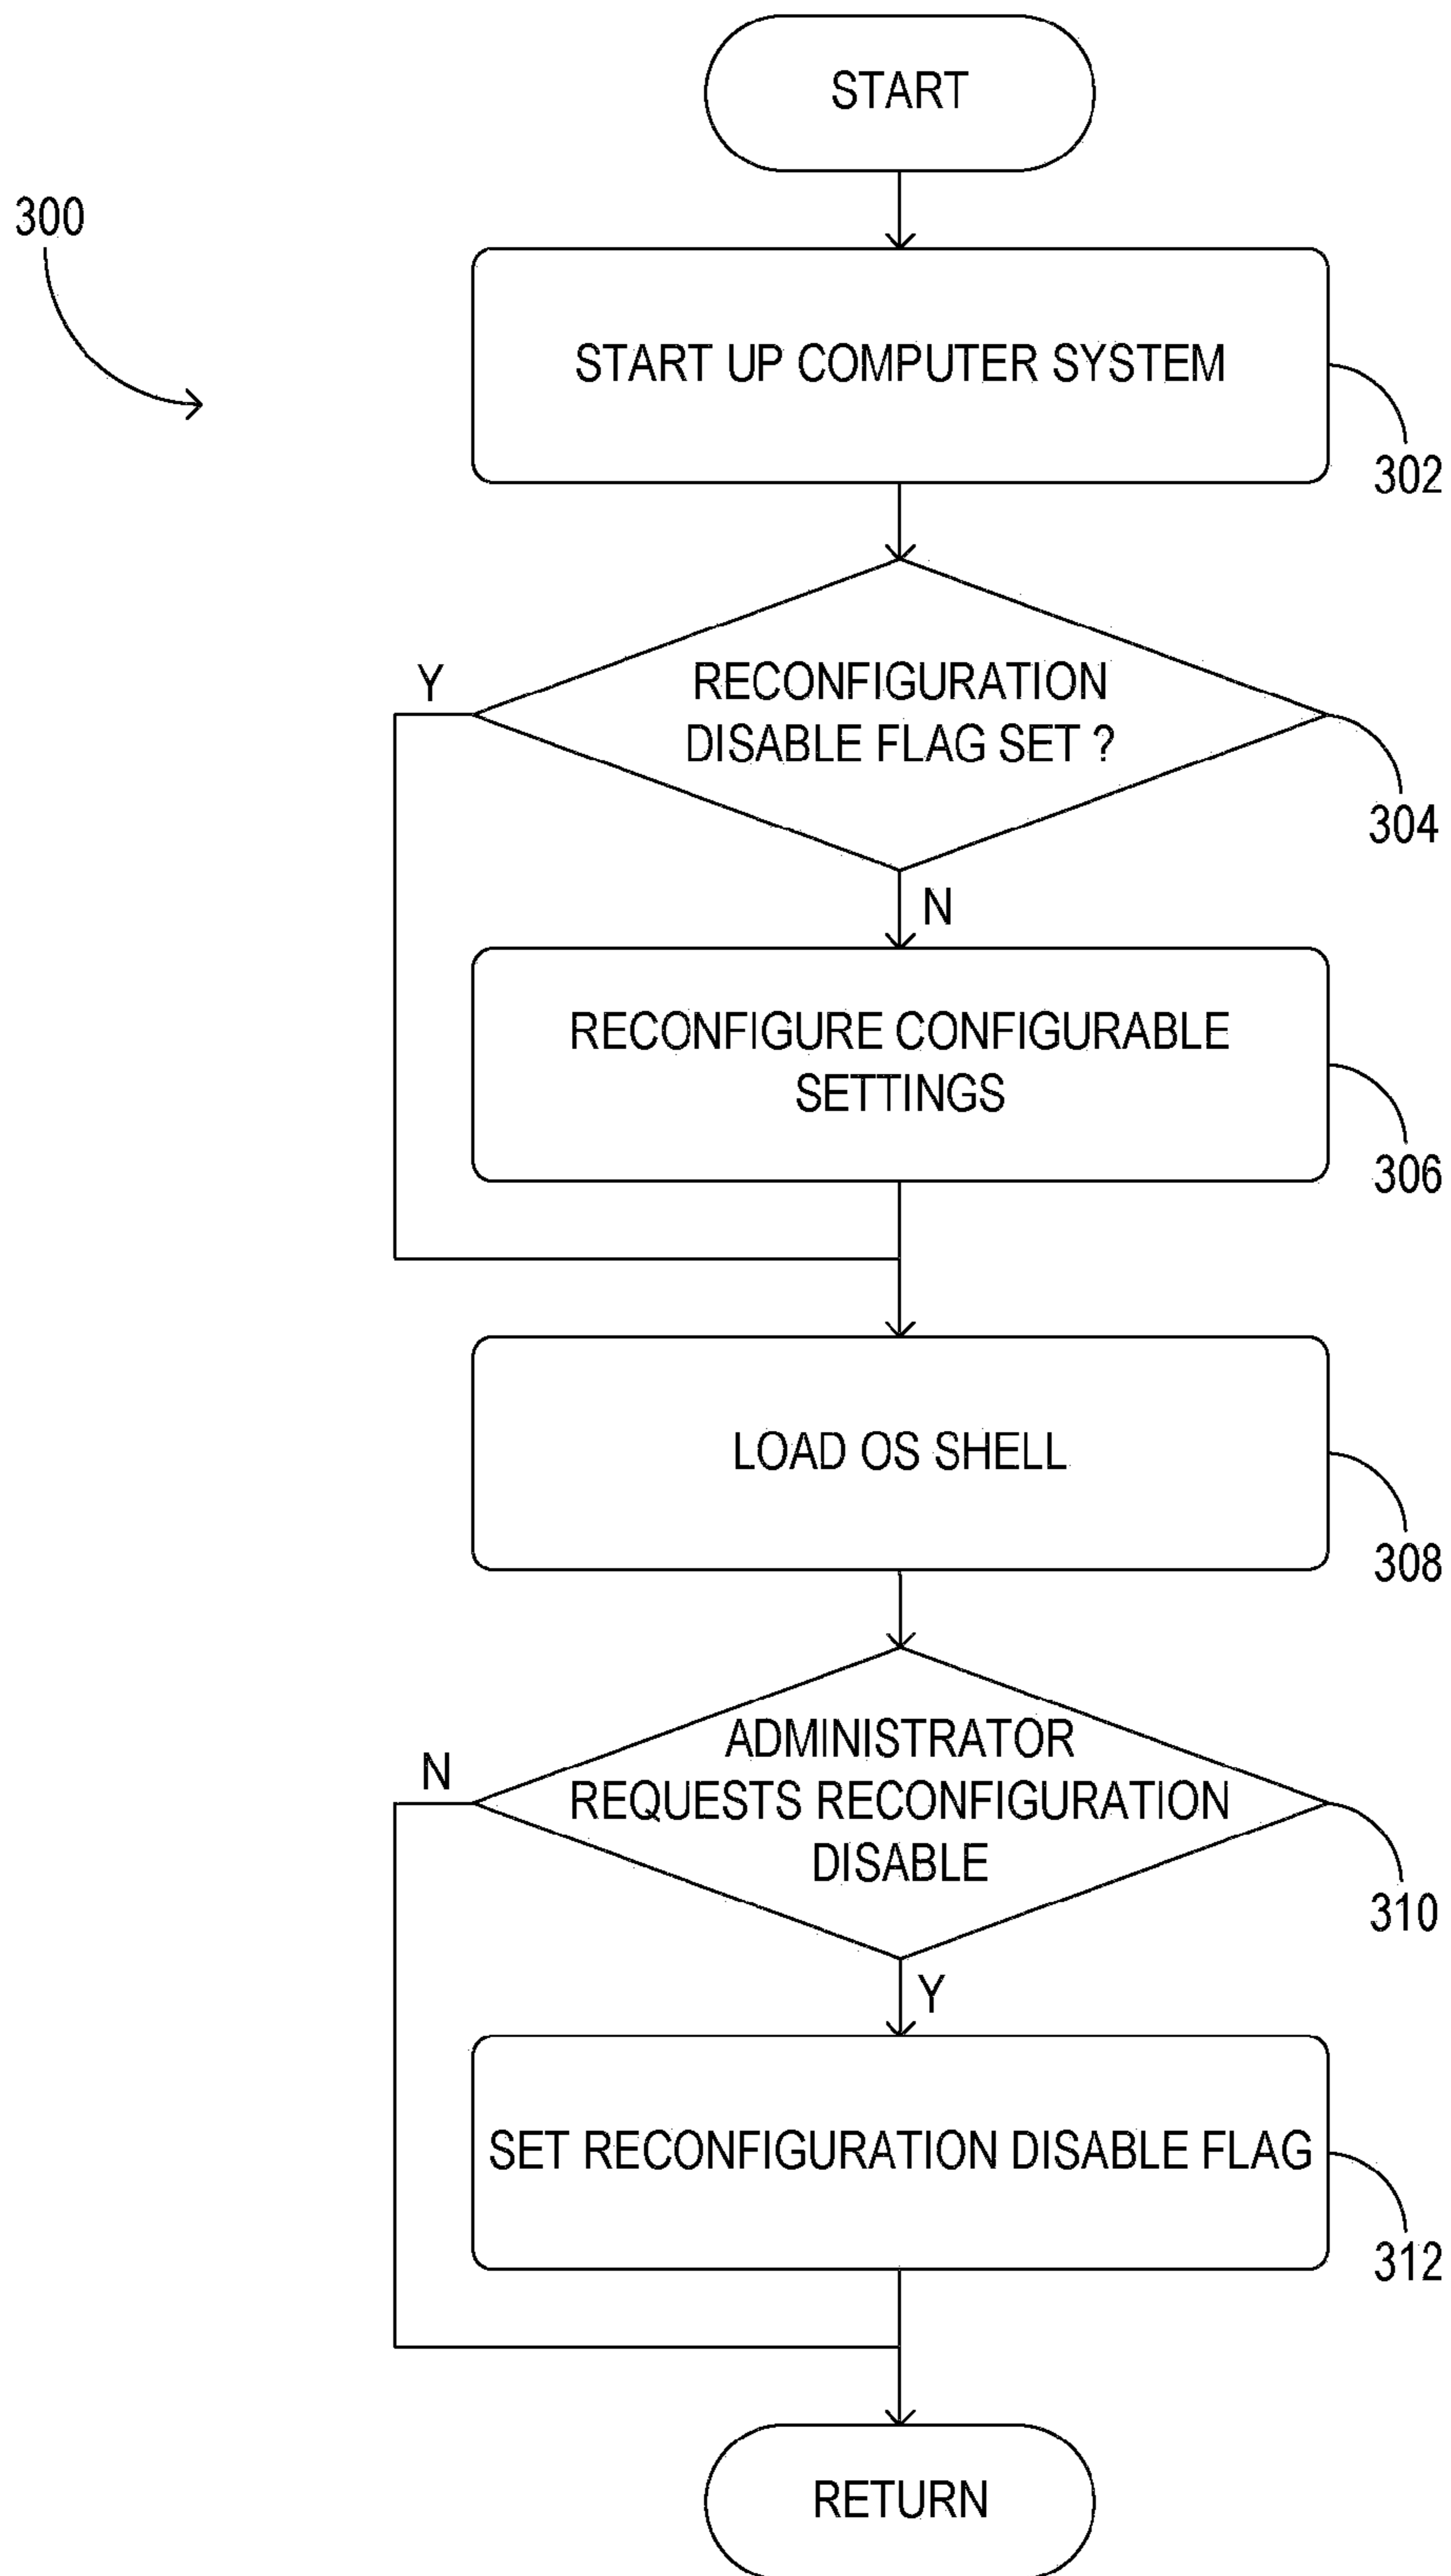 START
300
START UP COMPUTER SYSTEM
302
Y
RECONFIGURATION
DISABLE FLAG SET ?
304
N
RECONFIGURE CONFIGURABLE
SETTINGS
306
LOAD OS SHELL
308
N
ADMINISTRATOR
REQUESTS RECONFIGURATION
DISABLE
310
Y
SET RECONFIGURATION DISABLE FLAG
312
RETURN